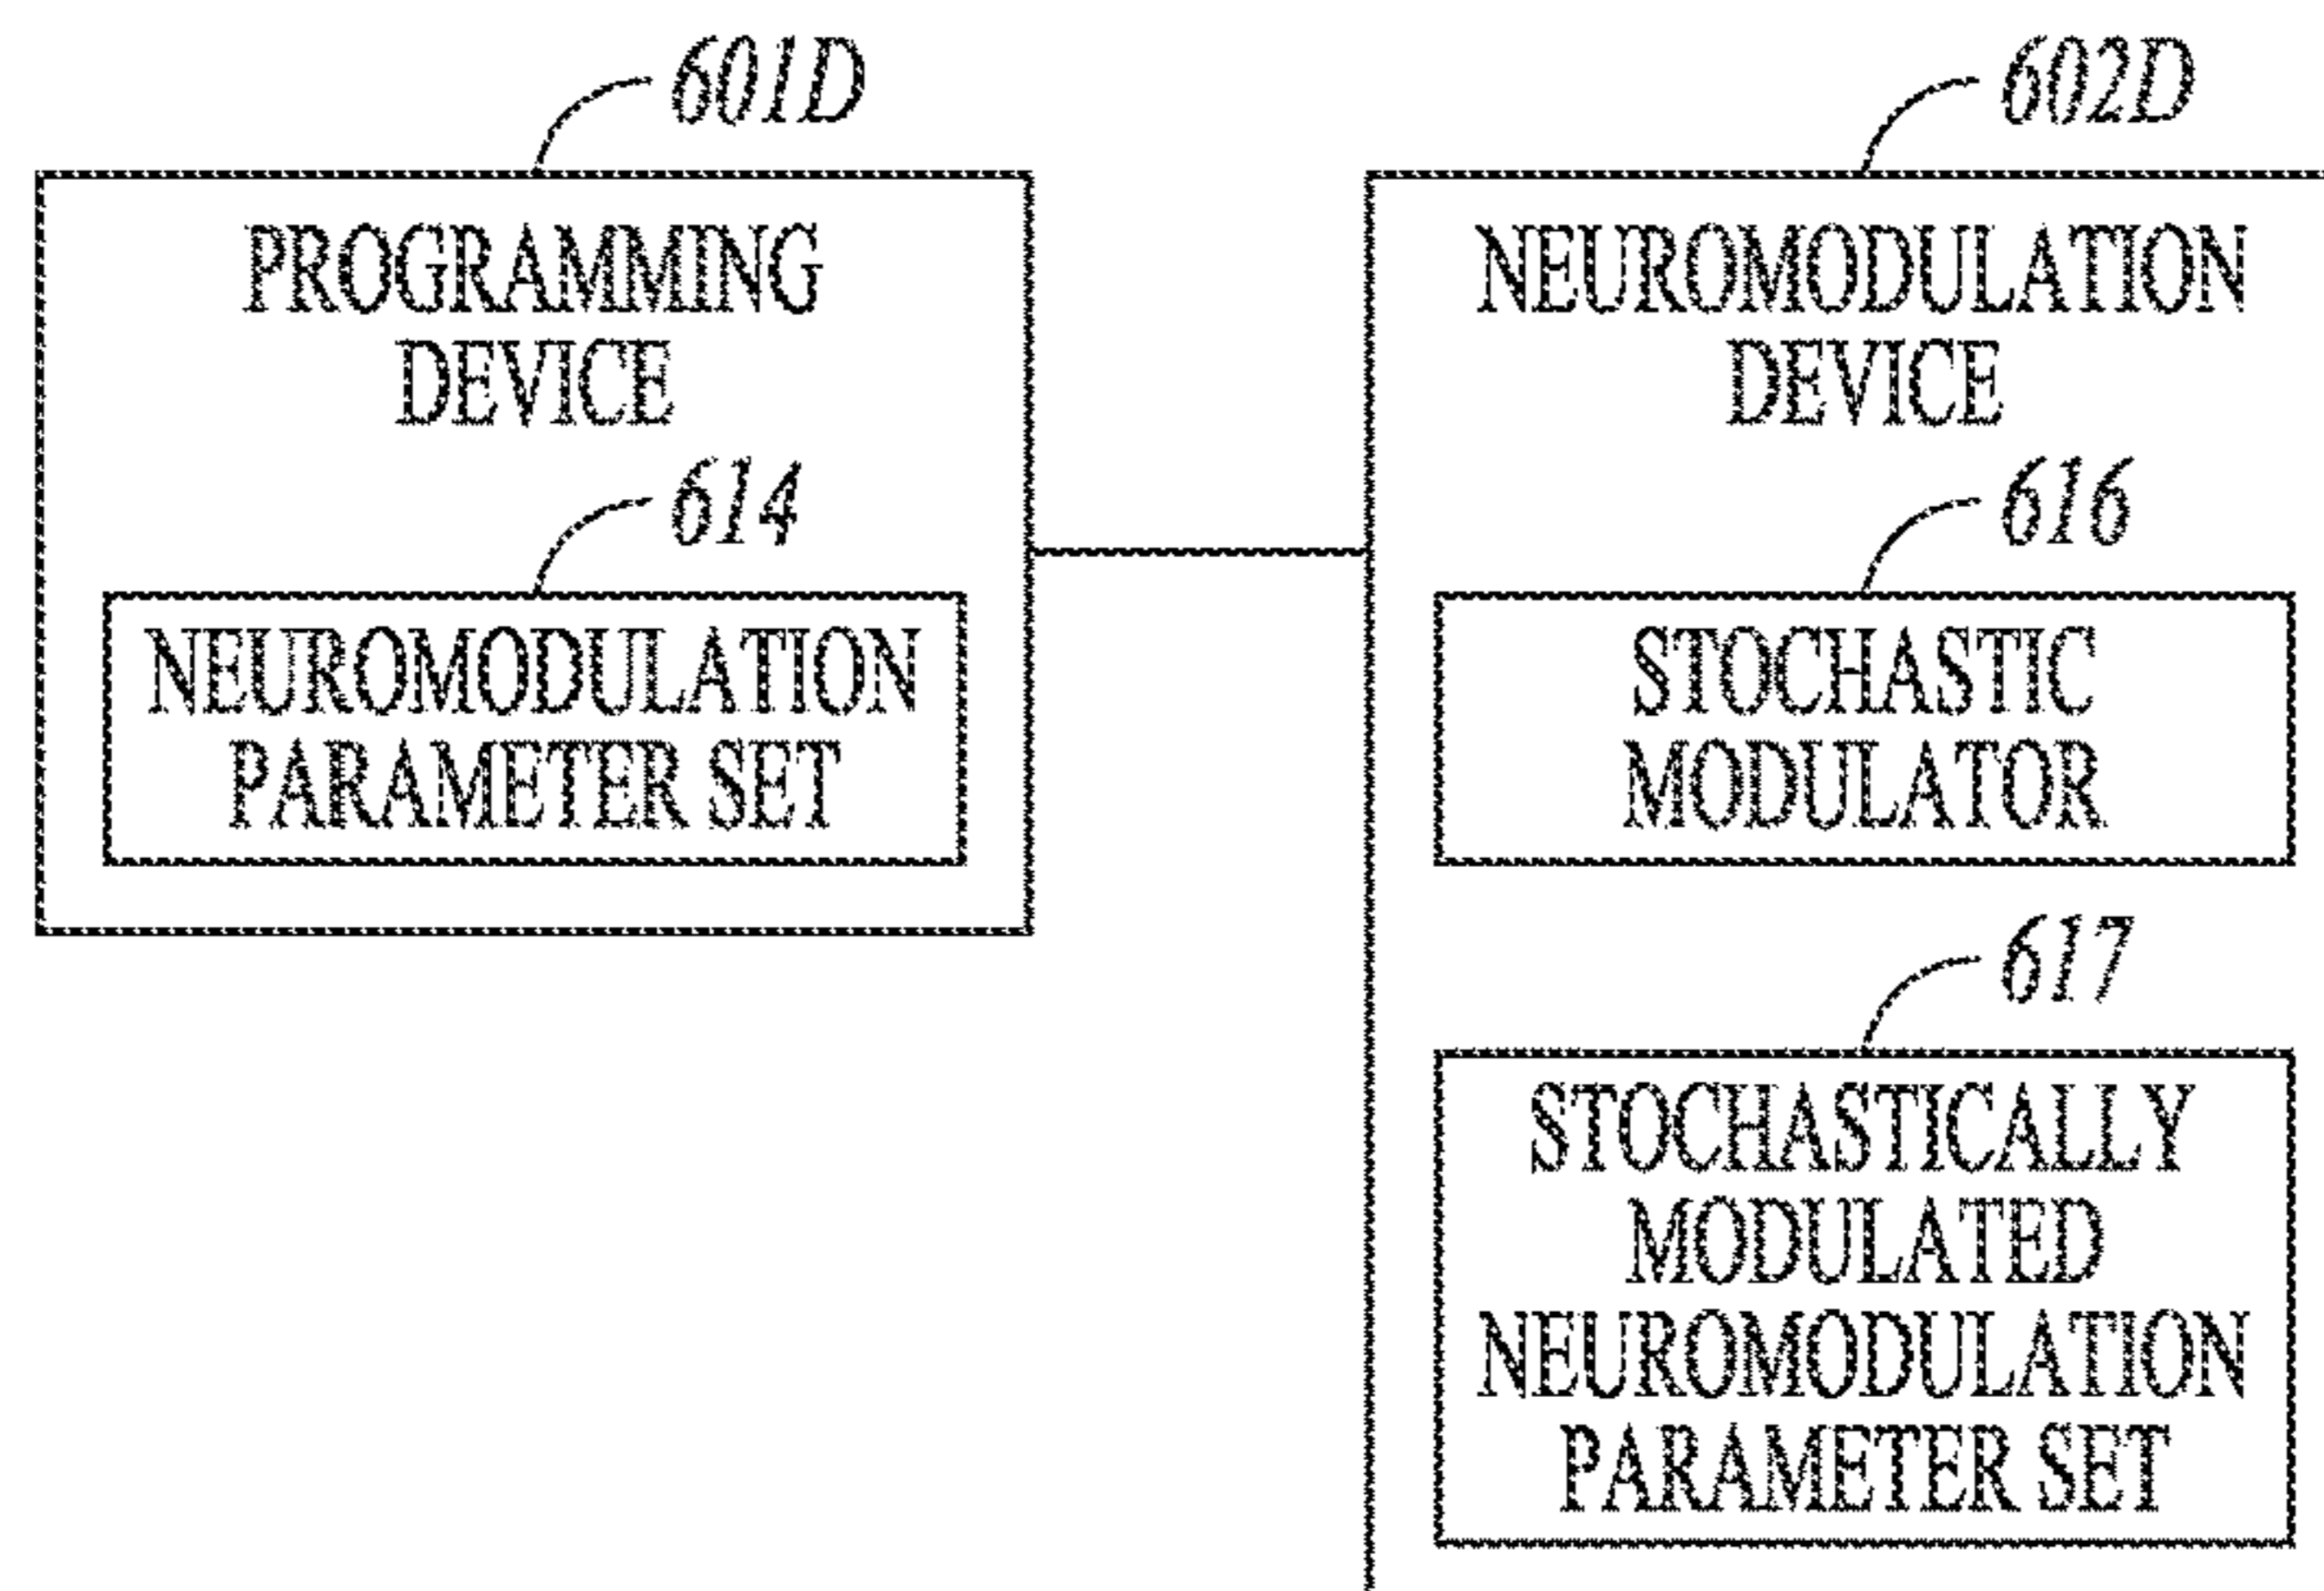 601D
PROGRAMMING
DEVICE
614
NEUROMODULATION
PARAMETER SET
602D
NEUROMODULATION
DEVICE
616
STOCHASTIC
MODULATOR
617
STOCHASTICALLY
MODULATED
NEUROMODULATION
PARAMETER SET